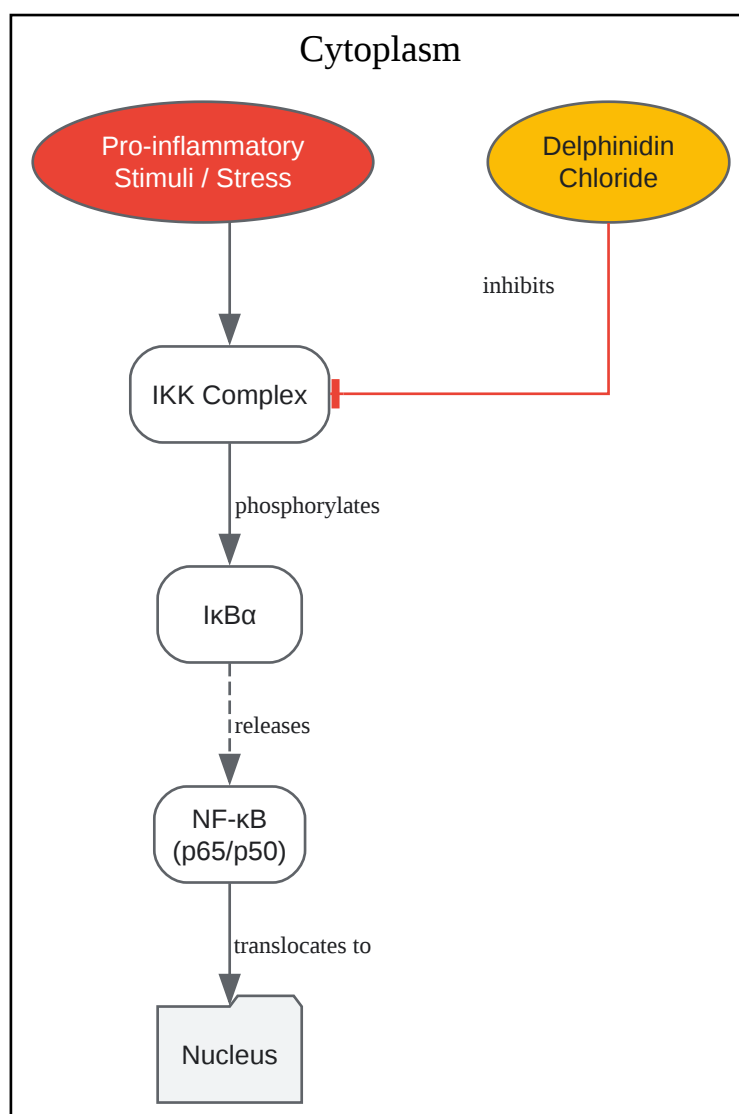 Cytoplasm
Pro-inflammatory
Stimuli / Stress
Delphinidin
Chloride
inhibits
IKK Complex
phosphorylates
IκBα
releases
NF-κB
(p65/p50)
translocates to
Nucleus